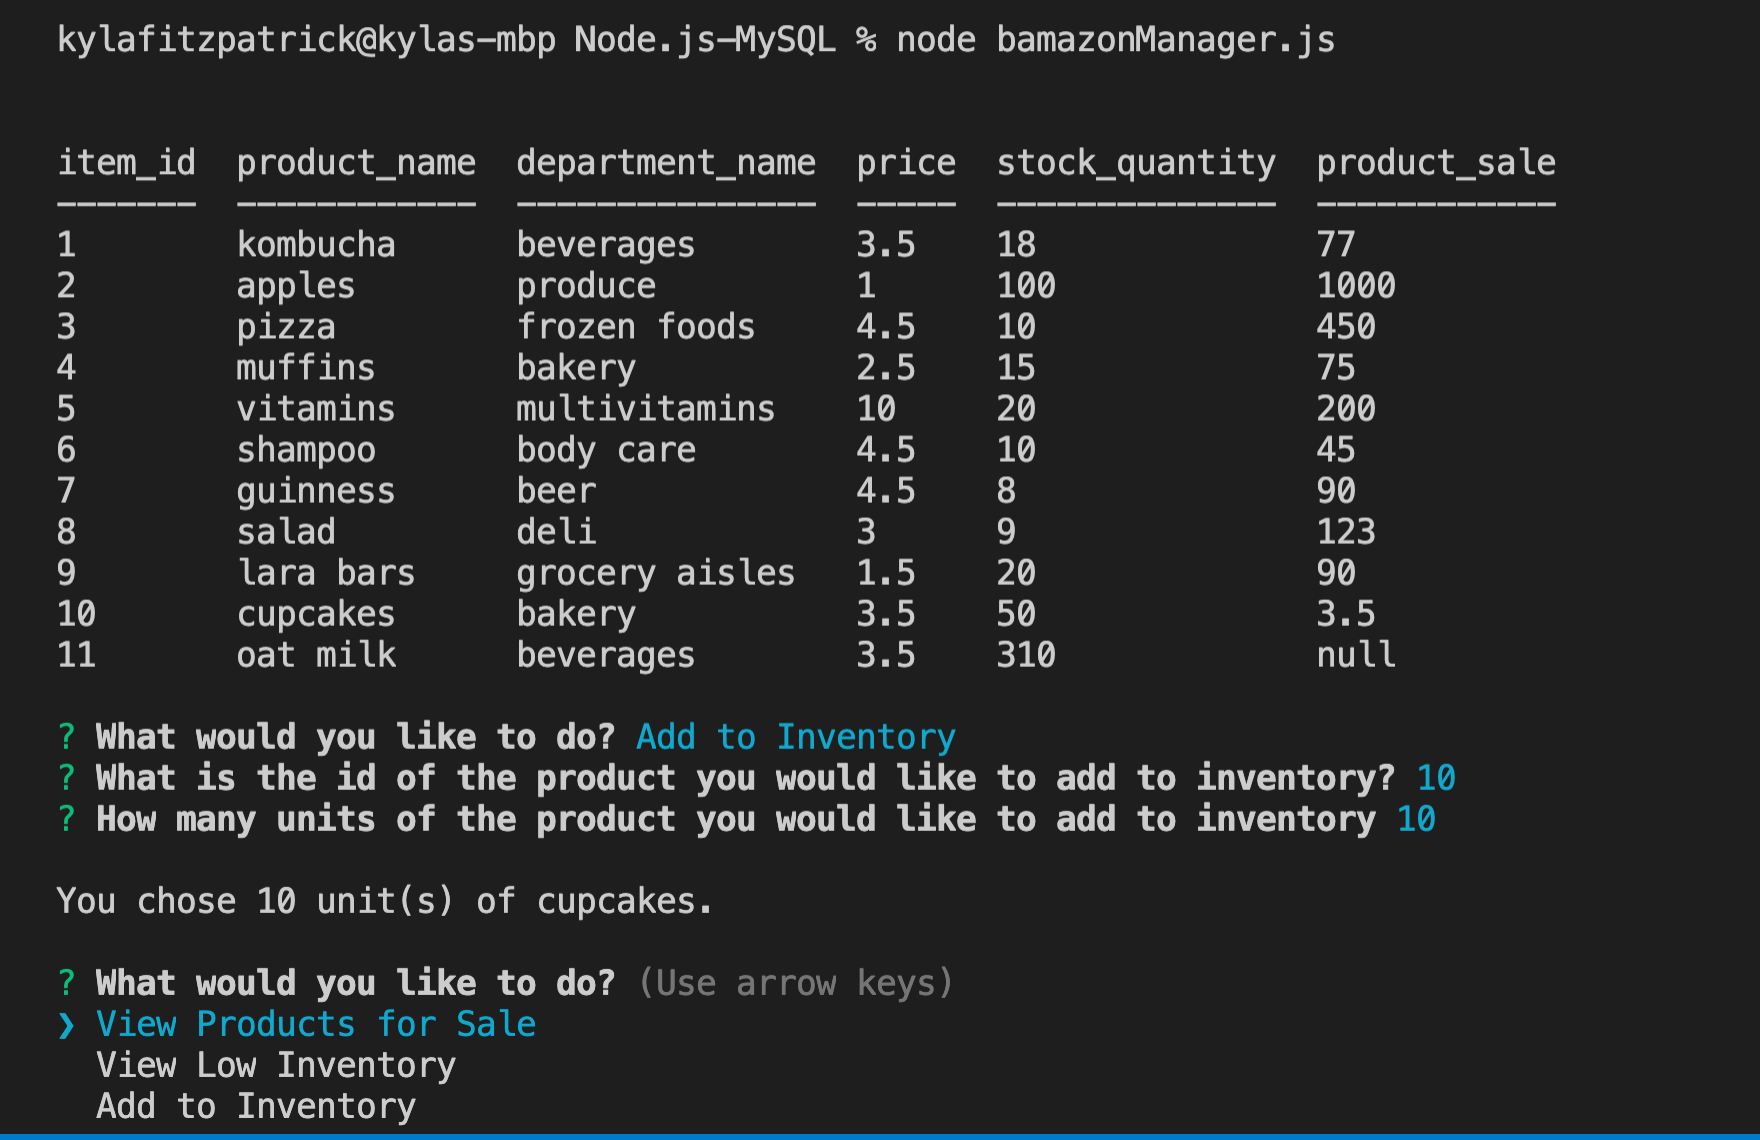 kylafitzpatrick@kylas-mbp Node.js-MySQL % node bamazonManager.js
item_id  product_name  department_name  price  stock_quantity  product_sale
-------  ------------  ---------------  -----  --------------  ------------
1        kombucha      beverages        3.5    18              77
2        apples        produce          1      100             1000
3        pizza         frozen foods     4.5    10              450
4        muffins       bakery           2.5    15              75
5        vitamins      multivitamins    10     20              200
6        shampoo       body care        4.5    10              45
7        guinness      beer             4.5    8               90
8        salad         deli             3      9               123
9        lara bars     grocery aisles   1.5    20              90
10       cupcakes      bakery           3.5    50              3.5
11       oat milk      beverages        3.5    310             null
? What would you like to do? Add to Inventory
? What is the id of the product you would like to add to inventory? 10
? How many units of the product you would like to add to inventory 10
You chose 10 unit(s) of cupcakes.
? What would you like to do? (Use arrow keys)
❯ View Products for Sale
  View Low Inventory
  Add to Inventory